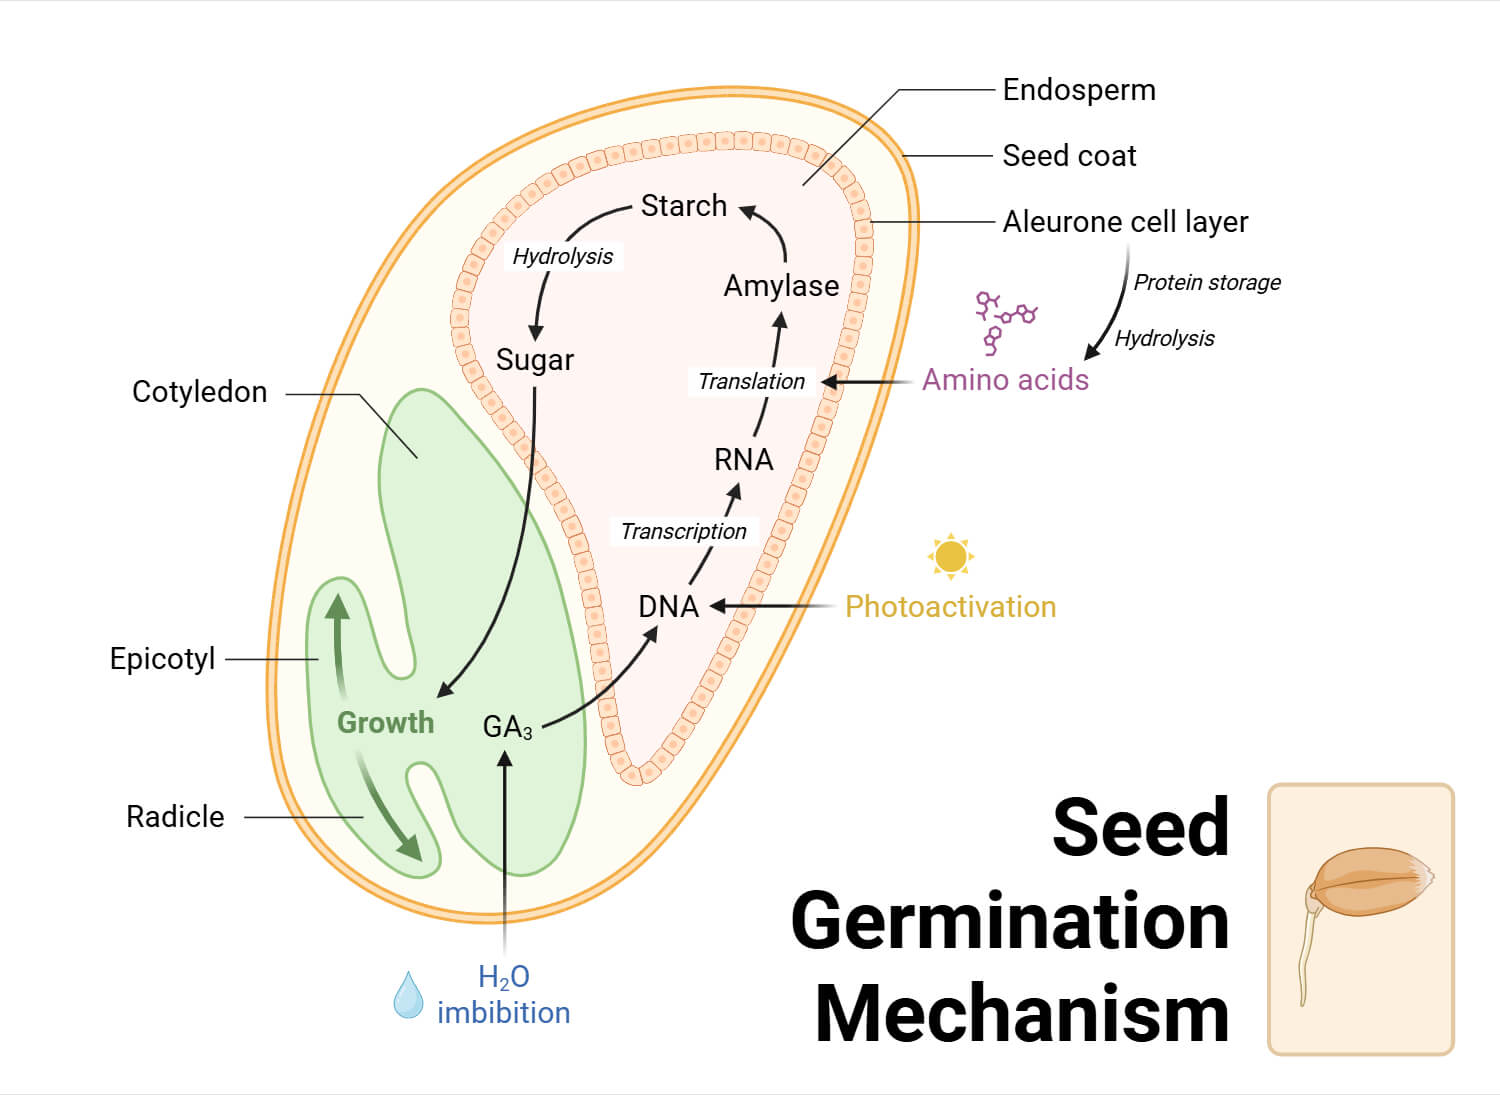 Endosperm
Seed coat
Starch
Aleurone cell layer
Hydrolysis
Amylase
Protein storage
Hydrolysis
Sugar
Translation
Amino acids
Cotyledon
RNA
Transcription
DNA
Photoactivation
Epicotyl
Growth
GA₃
Radicle
H₂O
imbibition
Seed
Germination
Mechanism